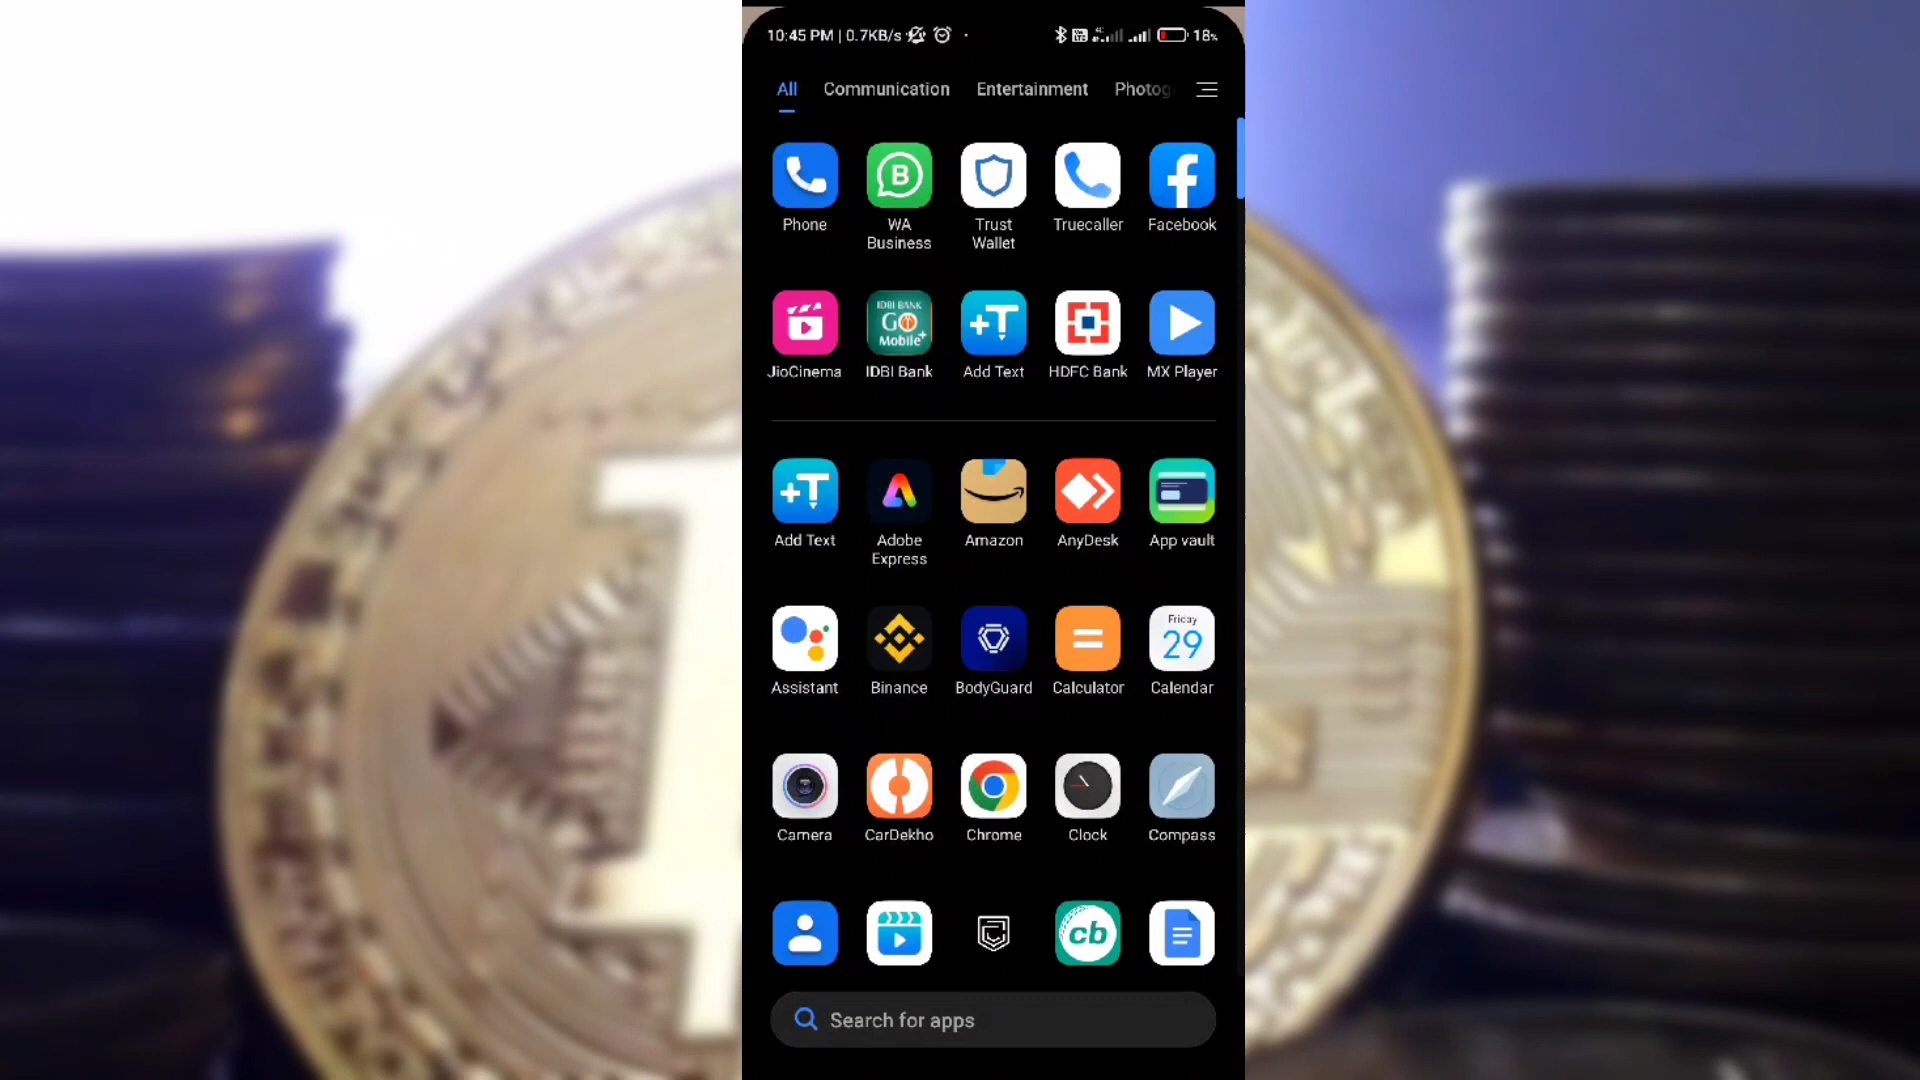 10:45 PM | 0.7KB/s
18%
All Communication Entertainment Photog
Phone
WA Business
Trust Wallet
Truecaller
Facebook
IDBI BANK
GO
Mobile+
JioCinema
IDBI Bank
+T
Add Text
HDFC Bank
MX Player
+T
Add Text
Adobe Express
Amazon
AnyDesk
App vault
Friday
29
Assistant
Binance
BodyGuard
Calculator
Calendar
Camera
CarDekho
Chrome
Clock
Compass
cb
Search for apps